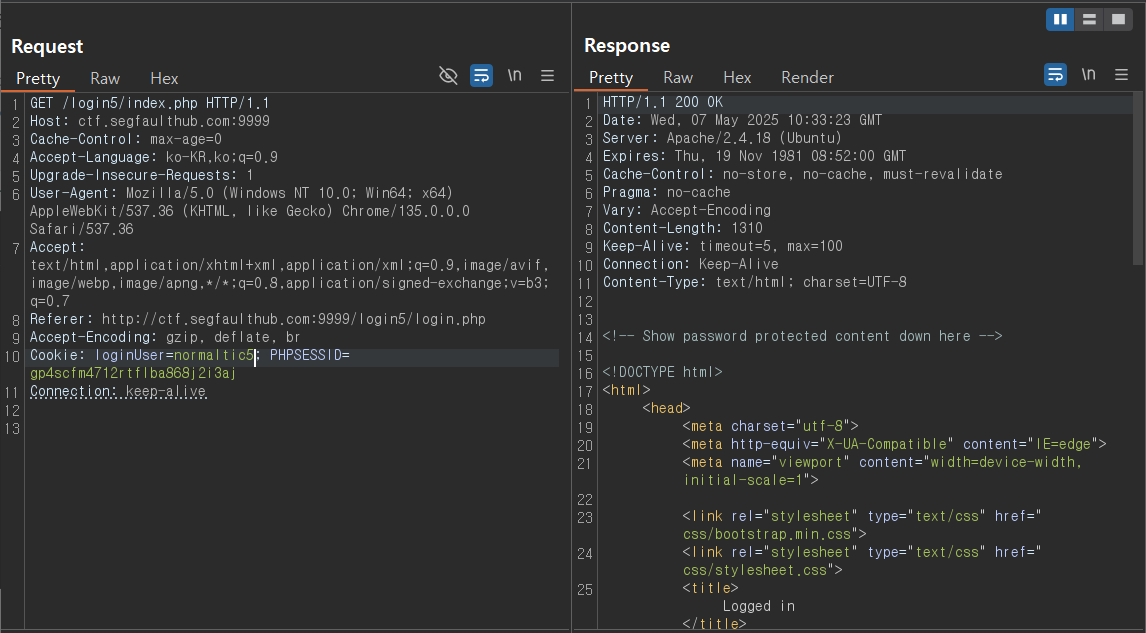 Request
Pretty Raw Hex
\n
1 GET /login5/index.php HTTP/1.1
2 Host: ctf.segfaulthub.com:9999
3 Cache-Control: max-age=0
4 Accept-Language: ko-KR,ko;q=0.9
5 Upgrade-Insecure-Requests: 1
6 User-Agent: Mozilla/5.0 (Windows NT 10.0; Win64; x64)
AppleWebKit/537.36 (KHTML, like Gecko) Chrome/135.0.0.0
Safari/537.36
7 Accept:
text/html,application/xhtml+xml,application/xml;q=0.9,image/avif,
image/webp,image/apng,*/*;q=0.8,application/signed-exchange;v=b3;
q=0.7
8 Referer: http://ctf.segfaulthub.com:9999/login5/login.php
9 Accept-Encoding: gzip, deflate, br
10 Cookie: loginUser=normaltic5; PHPSESSID=
gp4scfm4712rtflba868j2i3aj
11 Connection: keep-alive
12
13
Response
Pretty Raw Hex Render
\n
1 HTTP/1.1 200 OK
2 Date: Wed, 07 May 2025 10:33:23 GMT
3 Server: Apache/2.4.18 (Ubuntu)
4 Expires: Thu, 19 Nov 1981 08:52:00 GMT
5 Cache-Control: no-store, no-cache, must-revalidate
6 Pragma: no-cache
7 Vary: Accept-Encoding
8 Content-Length: 1310
9 Keep-Alive: timeout=5, max=100
10 Connection: Keep-Alive
11 Content-Type: text/html; charset=UTF-8
12
13
14 <!-- Show password protected content down here -->
15
16 <!DOCTYPE html>
17 <html>
18 <head>
19 <meta charset="utf-8">
20 <meta http-equiv="X-UA-Compatible" content="IE=edge">
21 <meta name="viewport" content="width=device-width,
initial-scale=1">
22
23 <link rel="stylesheet" type="text/css" href="
css/bootstrap.min.css">
24 <link rel="stylesheet" type="text/css" href="
css/stylesheet.css">
25 <title>
Logged in
</title>